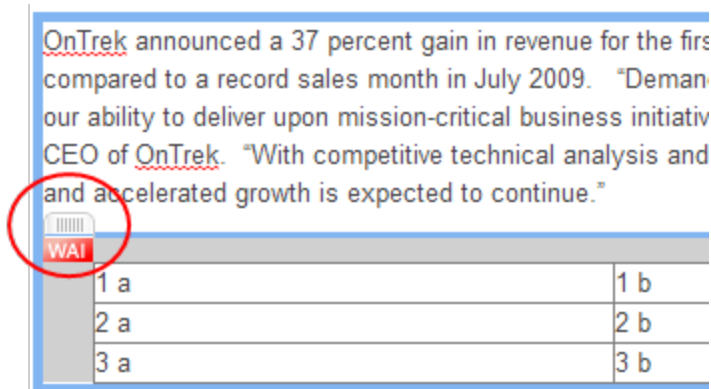 OnTrek announced a 37 percent gain in revenue for the firs
compared to a record sales month in July 2009. “Deman
our ability to deliver upon mission-critical business initiativ
CEO of OnTrek. “With competitive technical analysis and
and accelerated growth is expected to continue.”
WAI
1 a 1 b
2 a 2 b
3 a 3 b